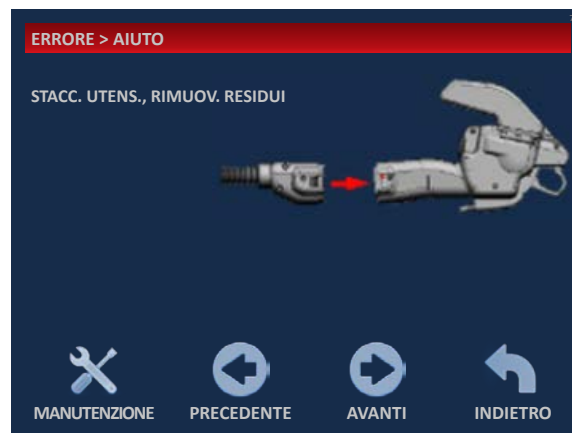 ERRORE > AIUTO
STACC. UTENS., RIMUOV. RESIDUI
MANUTENZIONE PRECEDENTE AVANTI INDIETRO